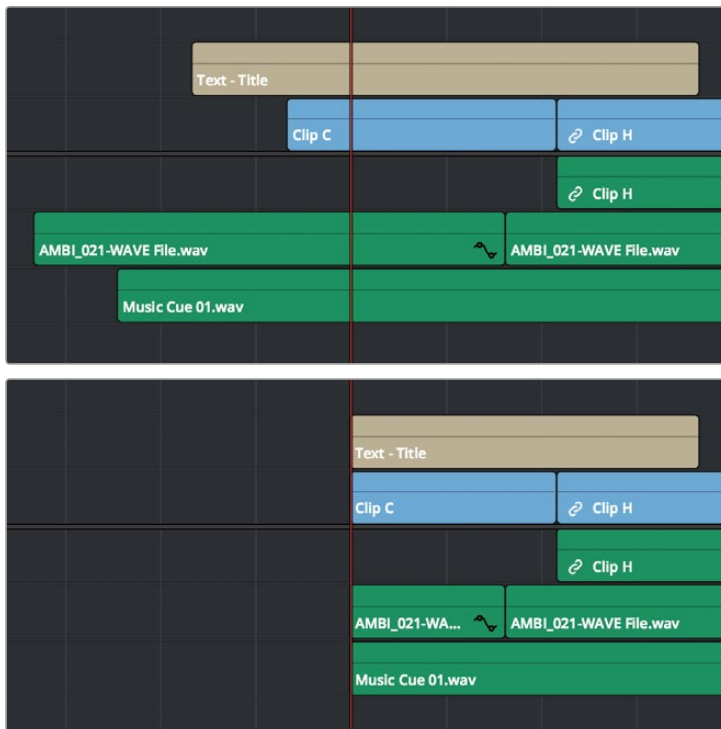 Text - Title
Clip C
Clip H
Clip H
AMBI_021-WAVE File.wav
AMBI_021-WAVE File.wav
Music Cue 01.wav
Text - Title
Clip C
Clip H
Clip H
AMBI_021-WA...
AMBI_021-WAVE File.wav
Music Cue 01.wav